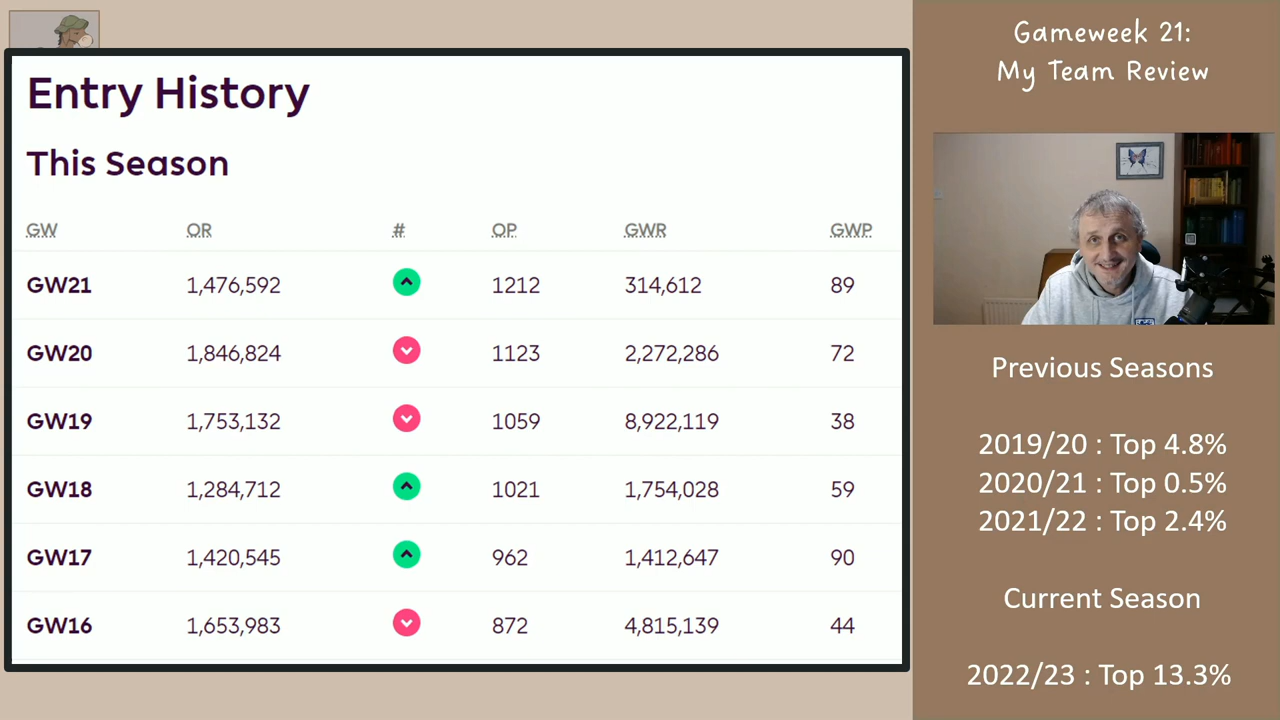 Entry History
This Season
GW OR # OP GWR GWP
GW21 1,476,592 1212 314,612 89
GW20 1,846,824 1123 2,272,286 72
GW19 1,753,132 1059 8,922,119 38
GW18 1,284,712 1021 1,754,028 59
GW17 1,420,545 962 1,412,647 90
GW16 1,653,983 872 4,815,139 44
Gameweek 21:
My Team Review
Previous Seasons
2019/20 : Top 4.8%
2020/21 : Top 0.5%
2021/22 : Top 2.4%
Current Season
2022/23 : Top 13.3%